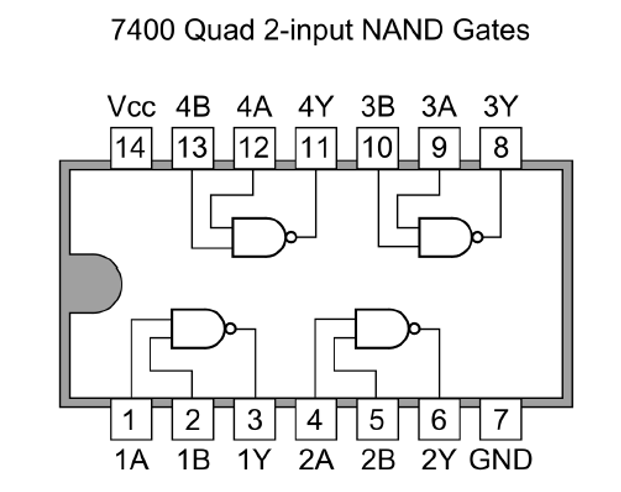 7400 Quad 2-input NAND Gates
Vcc 4B 4A 4Y 3B 3A 3Y
14 13 12 11 10 9 8
1 2 3 4 5 6 7
1A 1B 1Y 2A 2B 2Y GND